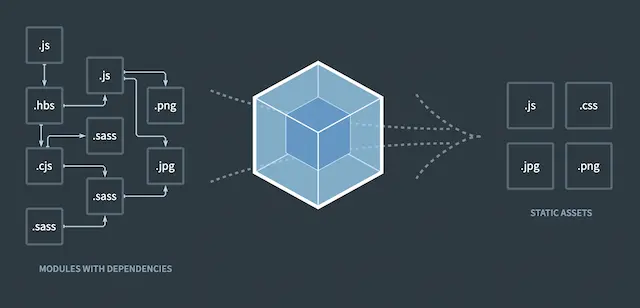 .js
.js
.hbs
.png
.sass
.cjs
.jpg
.sass
.sass
MODULES WITH DEPENDENCIES
.js
.css
.jpg
.png
STATIC ASSETS